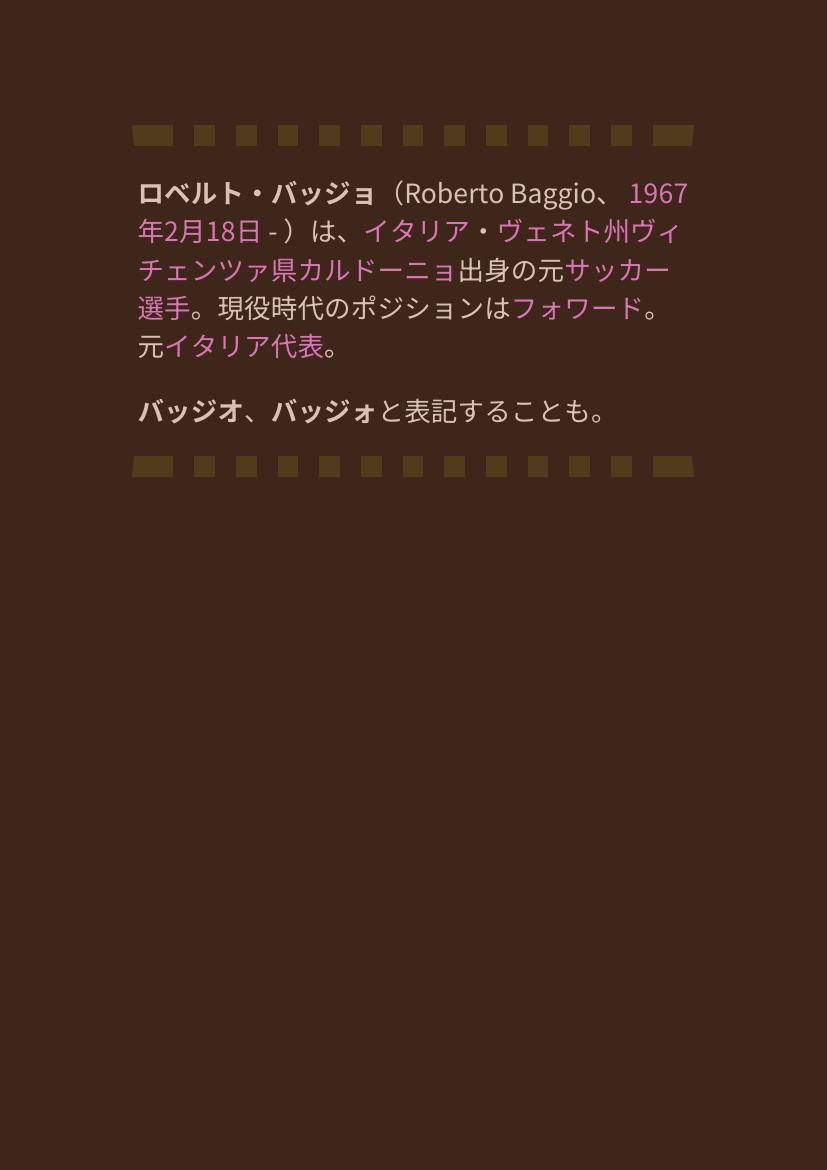 ロベルト・バッジョ（Roberto Baggio、 1967
年2月18日 - ）は、イタリア・ヴェネト州ヴィ
チェンツァ県カルドーニョ出身の元サッカー
選手。現役時代のポジションはフォワード。
元イタリア代表。
バッジオ、バッジォと表記することも。